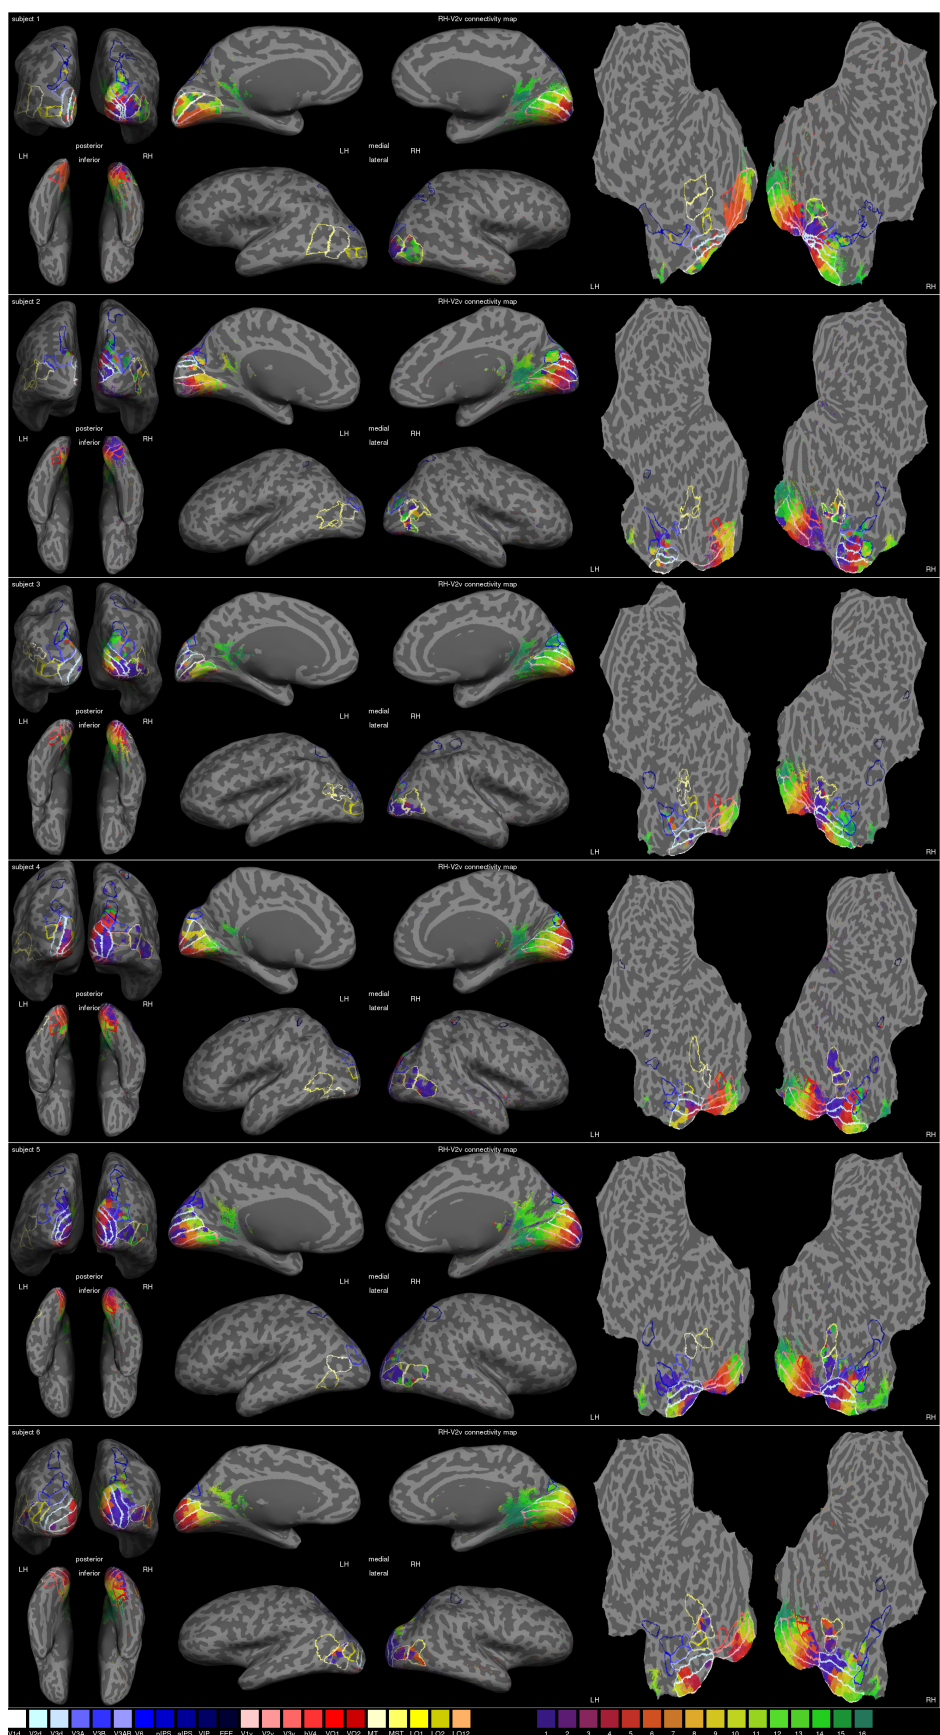 subject 1
RH-V2v connectivity map
posterior
LH
inferior
RH
LH
medial
lateral
RH
LH
RH
subject 2
RH-V2v connectivity map
posterior
LH
inferior
RH
LH
medial
lateral
RH
LH
RH
subject 3
RH-V2v connectivity map
posterior
LH
inferior
RH
LH
medial
lateral
RH
LH
RH
subject 4
RH-V2v connectivity map
posterior
LH
inferior
RH
LH
medial
lateral
RH
LH
RH
subject 5
RH-V2v connectivity map
posterior
LH
inferior
RH
LH
medial
lateral
RH
LH
RH
subject 6
RH-V2v connectivity map
posterior
LH
inferior
RH
LH
medial
lateral
RH
LH
RH
V1d V2d V3d V3A V3B V3AB V6 pIPS aIPS VIP FEF V1v V2v V3v hV4 VO1 VO2 MT MST LO1 LO2 LO12 1 2 3 4 5 6 7 8 9 10 11 12 13 14 15 16